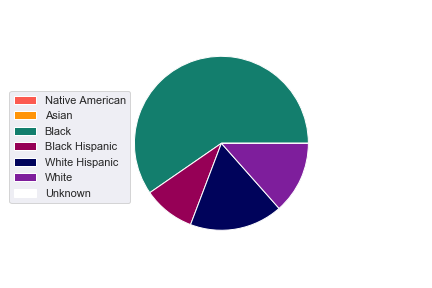 Native American
Asian
Black
Black Hispanic
White Hispanic
White
Unknown